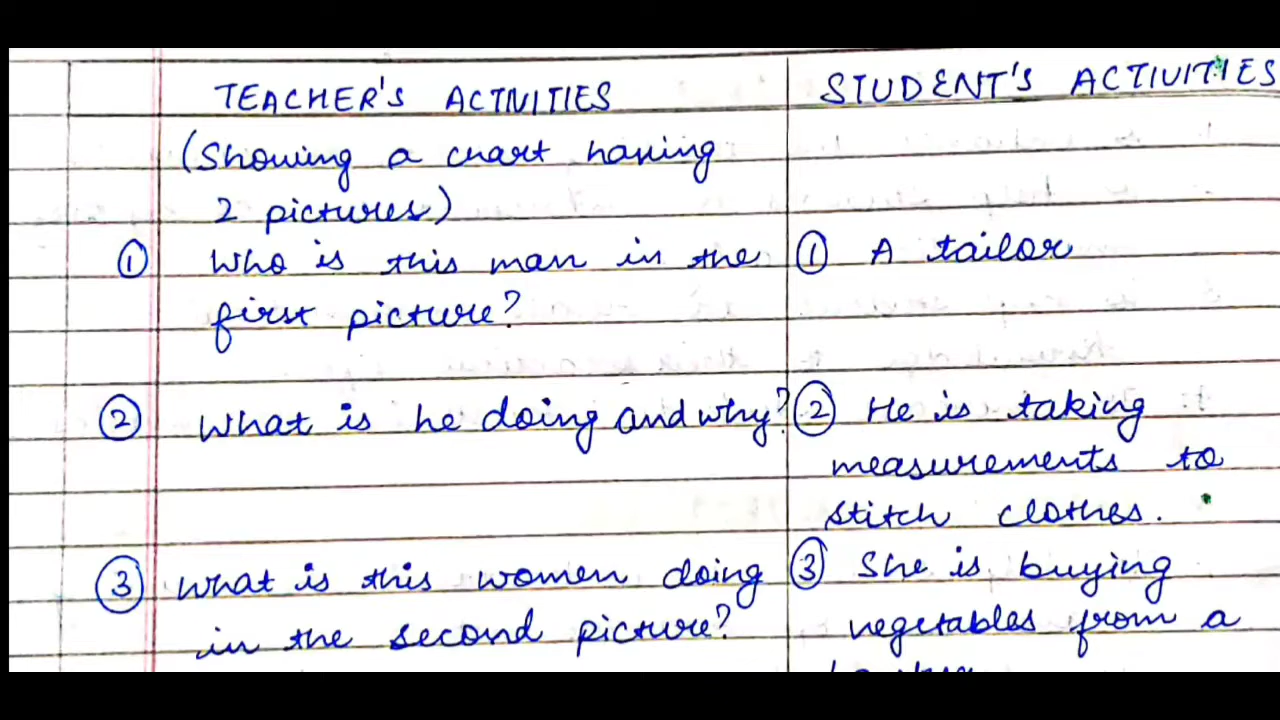 TEACHER'S ACTIVITIES
STUDENT'S ACTIVITIES
(Showing a chart having
2 pictures)
① Who is this man in the
first picture?
① A tailor
② What is he doing and why?
② He is taking
measurements to
stitch clothes.
③ What is this women doing
in the second picture?
③ She is buying
vegetables from a